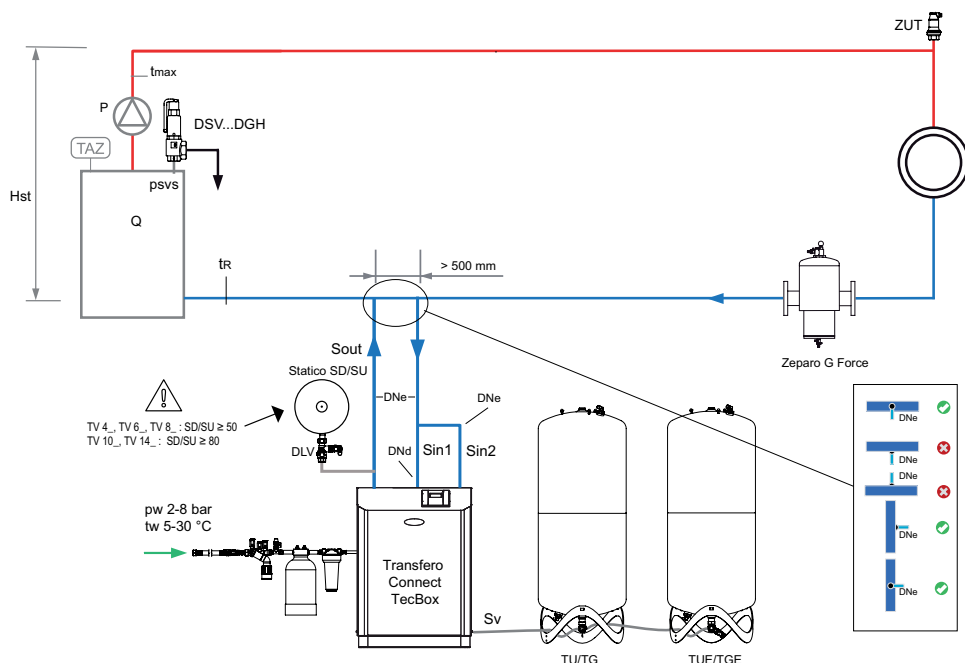 ZUT
tmax
P
DSV...DGH
TAZ
psvs
Hst
Q
> 500 mm
tR
Sout
Zeparo G Force
Statico SD/SU
DNe
DNe
TV 4_, TV 6_, TV 8_ : SD/SU ≥ 50
TV 10_, TV 14_ : SD/SU ≥ 80
DLV
DNd
Sin1
Sin2
pw 2-8 bar
tw 5-30 °C
Transfero
Connect
TecBox
Sv
TU/TG
TUE/TGE
DNe
DNe
DNe
DNe
DNe